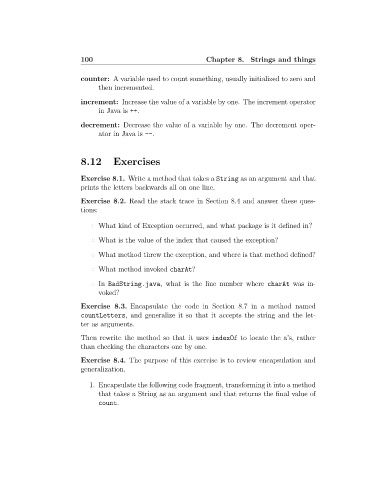 100 Chapter 8. Strings and things
counter: A variable used to count something, usually initialized to zero and
then incremented.
increment: Increase the value of a variable by one. The increment operator
in Java is ++.
decrement: Decrease the value of a variable by one. The decrement oper-
ator in Java is --.
8.12 Exercises
Exercise 8.1. Write a method that takes a String as an argument and that
prints the letters backwards all on one line.
Exercise 8.2. Read the stack trace in Section 8.4 and answer these ques-
tions:
· What kind of Exception occurred, and what package is it defined in?
· What is the value of the index that caused the exception?
· What method threw the exception, and where is that method defined?
· What method invoked charAt?
· In BadString.java, what is the line number where charAt was in-
voked?
Exercise 8.3. Encapsulate the code in Section 8.7 in a method named
countLetters, and generalize it so that it accepts the string and the let-
ter as arguments.
Then rewrite the method so that it uses indexOf to locate the a's, rather
than checking the characters one by one.
Exercise 8.4. The purpose of this exercise is to review encapsulation and
generalization.
1. Encapsulate the following code fragment, transforming it into a method
that takes a String as an argument and that returns the final value of
count.